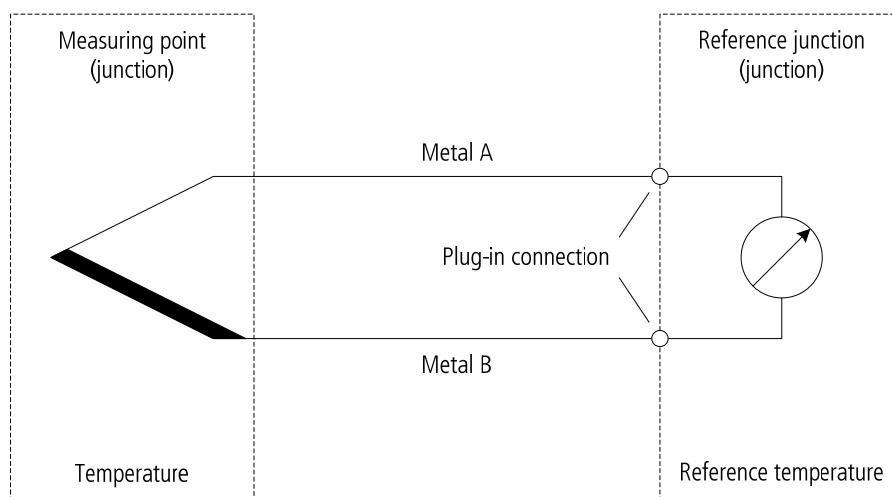 Measuring point
(junction)
Reference junction
(junction)
Metal A
Plug-in connection
Metal B
Temperature
Reference temperature